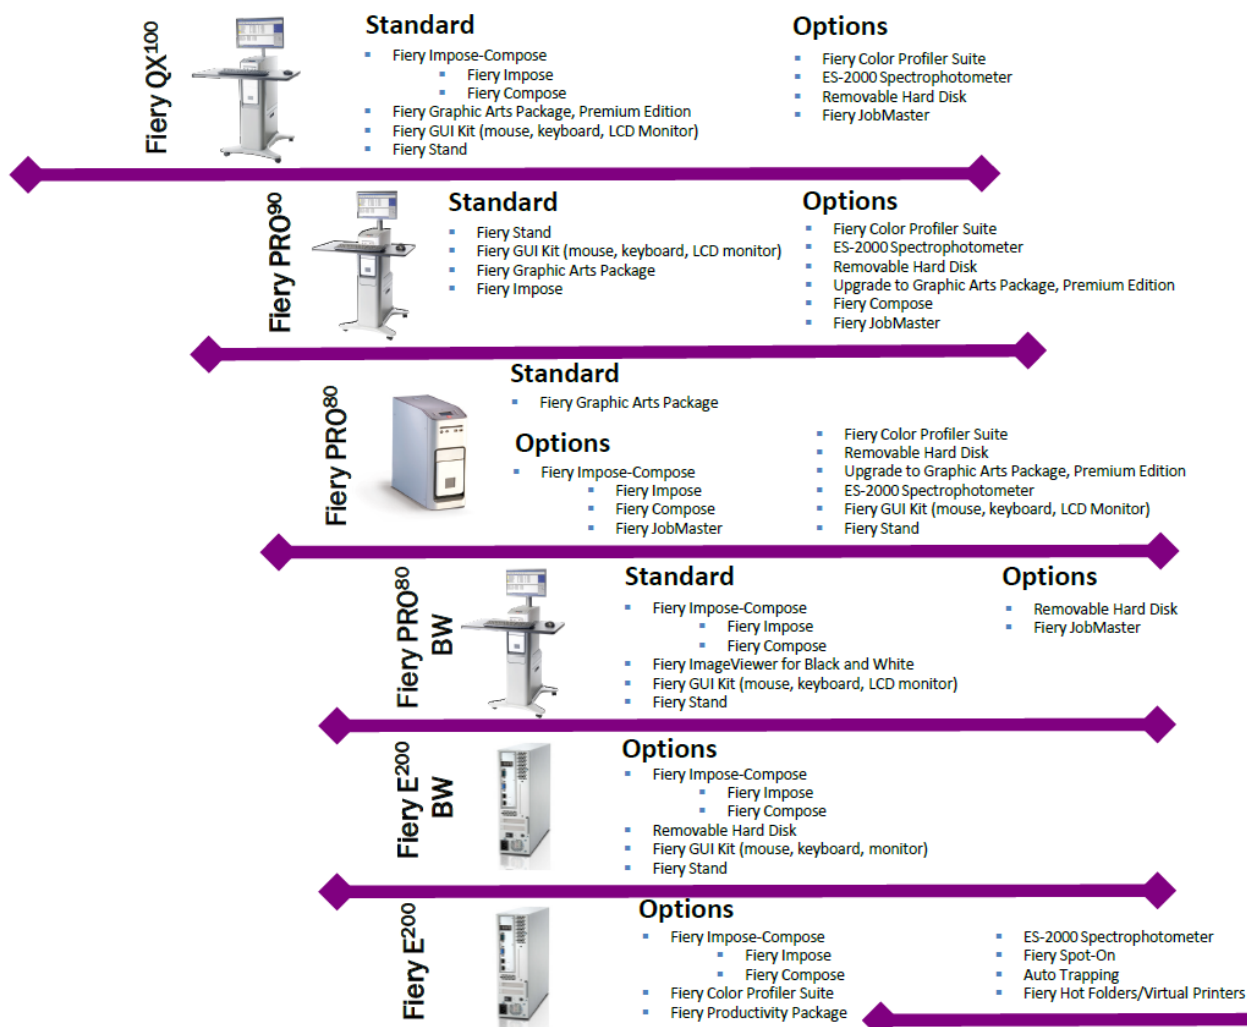 Fiery QX100
Standard
Fiery Impose-Compose
Fiery Impose
Fiery Compose
Fiery Graphic Arts Package, Premium Edition
Fiery GUI Kit (mouse, keyboard, LCD Monitor)
Fiery Stand
Options
Fiery Color Profiler Suite
ES-2000 Spectrophotometer
Removable Hard Disk
Fiery JobMaster
Fiery PRO90
Standard
Fiery Stand
Fiery GUI Kit (mouse, keyboard, LCD monitor)
Fiery Graphic Arts Package
Fiery Impose
Options
Fiery Color Profiler Suite
ES-2000 Spectrophotometer
Removable Hard Disk
Upgrade to Graphic Arts Package, Premium Edition
Fiery Compose
Fiery JobMaster
Fiery PRO80
Standard
Fiery Graphic Arts Package
Options
Fiery Impose-Compose
Fiery Impose
Fiery Compose
Fiery JobMaster
Fiery Color Profiler Suite
Removable Hard Disk
Upgrade to Graphic Arts Package, Premium Edition
ES-2000 Spectrophotometer
Fiery GUI Kit (mouse, keyboard, LCD Monitor)
Fiery Stand
Fiery PRO80
BW
Standard
Fiery Impose-Compose
Fiery Impose
Fiery Compose
Fiery ImageViewer for Black and White
Fiery GUI Kit (mouse, keyboard, LCD monitor)
Fiery Stand
Options
Removable Hard Disk
Fiery JobMaster
Fiery E200
BW
Options
Fiery Impose-Compose
Fiery Impose
Fiery Compose
Removable Hard Disk
Fiery GUI Kit (mouse, keyboard, monitor)
Fiery Stand
Fiery E200
Options
Fiery Impose-Compose
Fiery Impose
Fiery Compose
Fiery Color Profiler Suite
Fiery Productivity Package
ES-2000 Spectrophotometer
Fiery Spot-On
Auto Trapping
Fiery Hot Folders/Virtual Printers